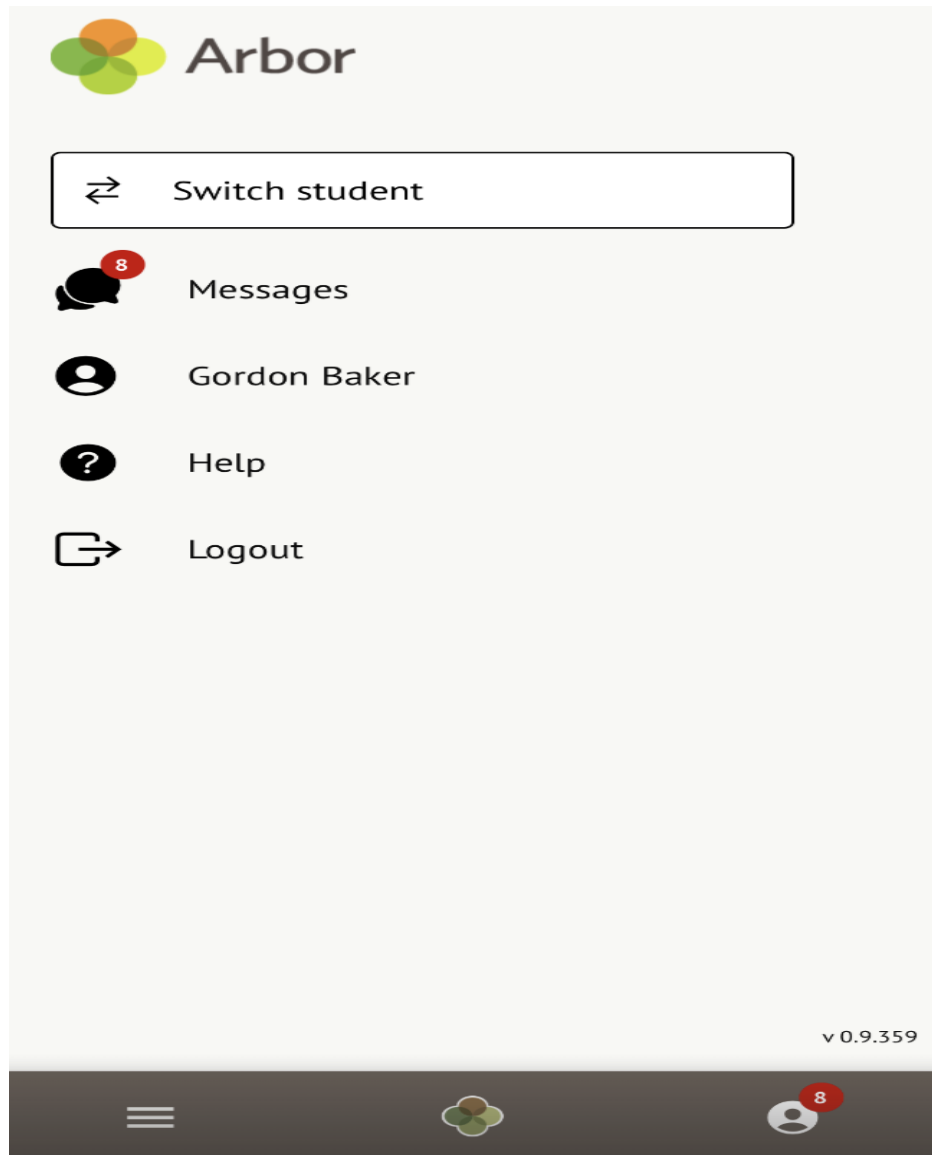 Arbor
Switch student
8
Messages
Gordon Baker
?
Help
Logout
v 0.9.359
8